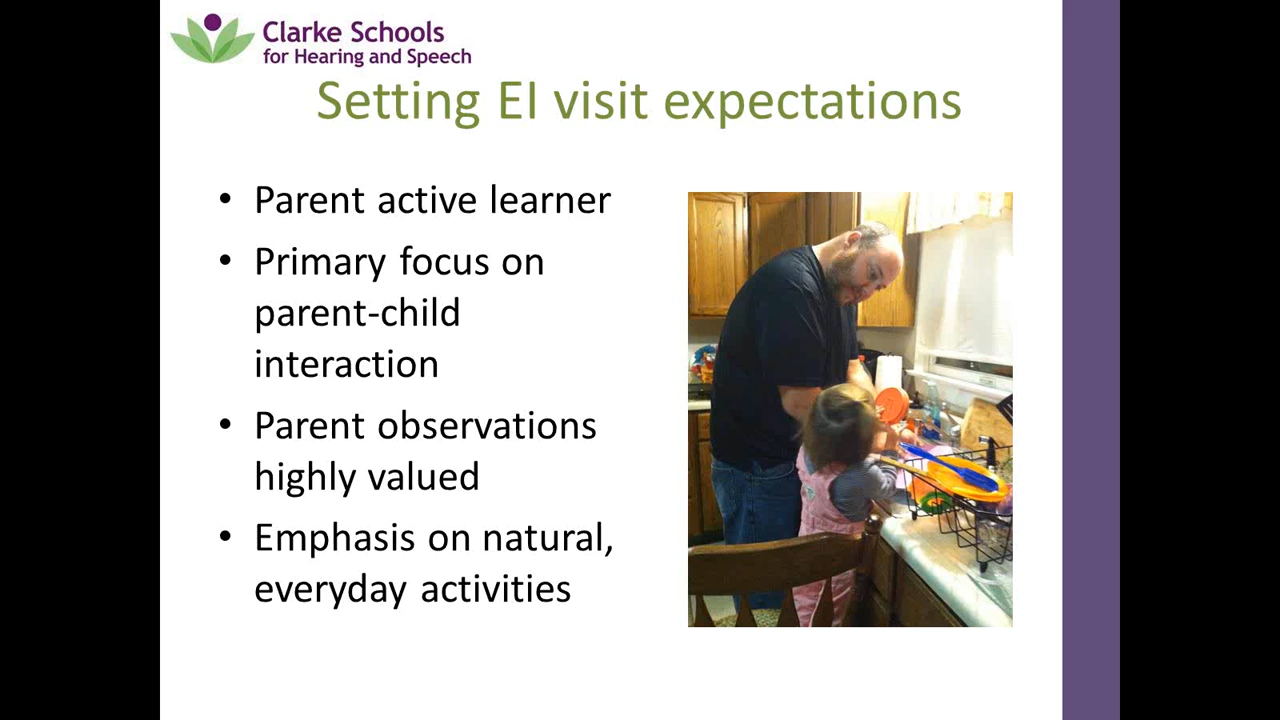 Clarke Schools
for Hearing and Speech
Setting EI visit expectations
• Parent active learner
• Primary focus on
parent-child
interaction
• Parent observations
highly valued
• Emphasis on natural,
everyday activities